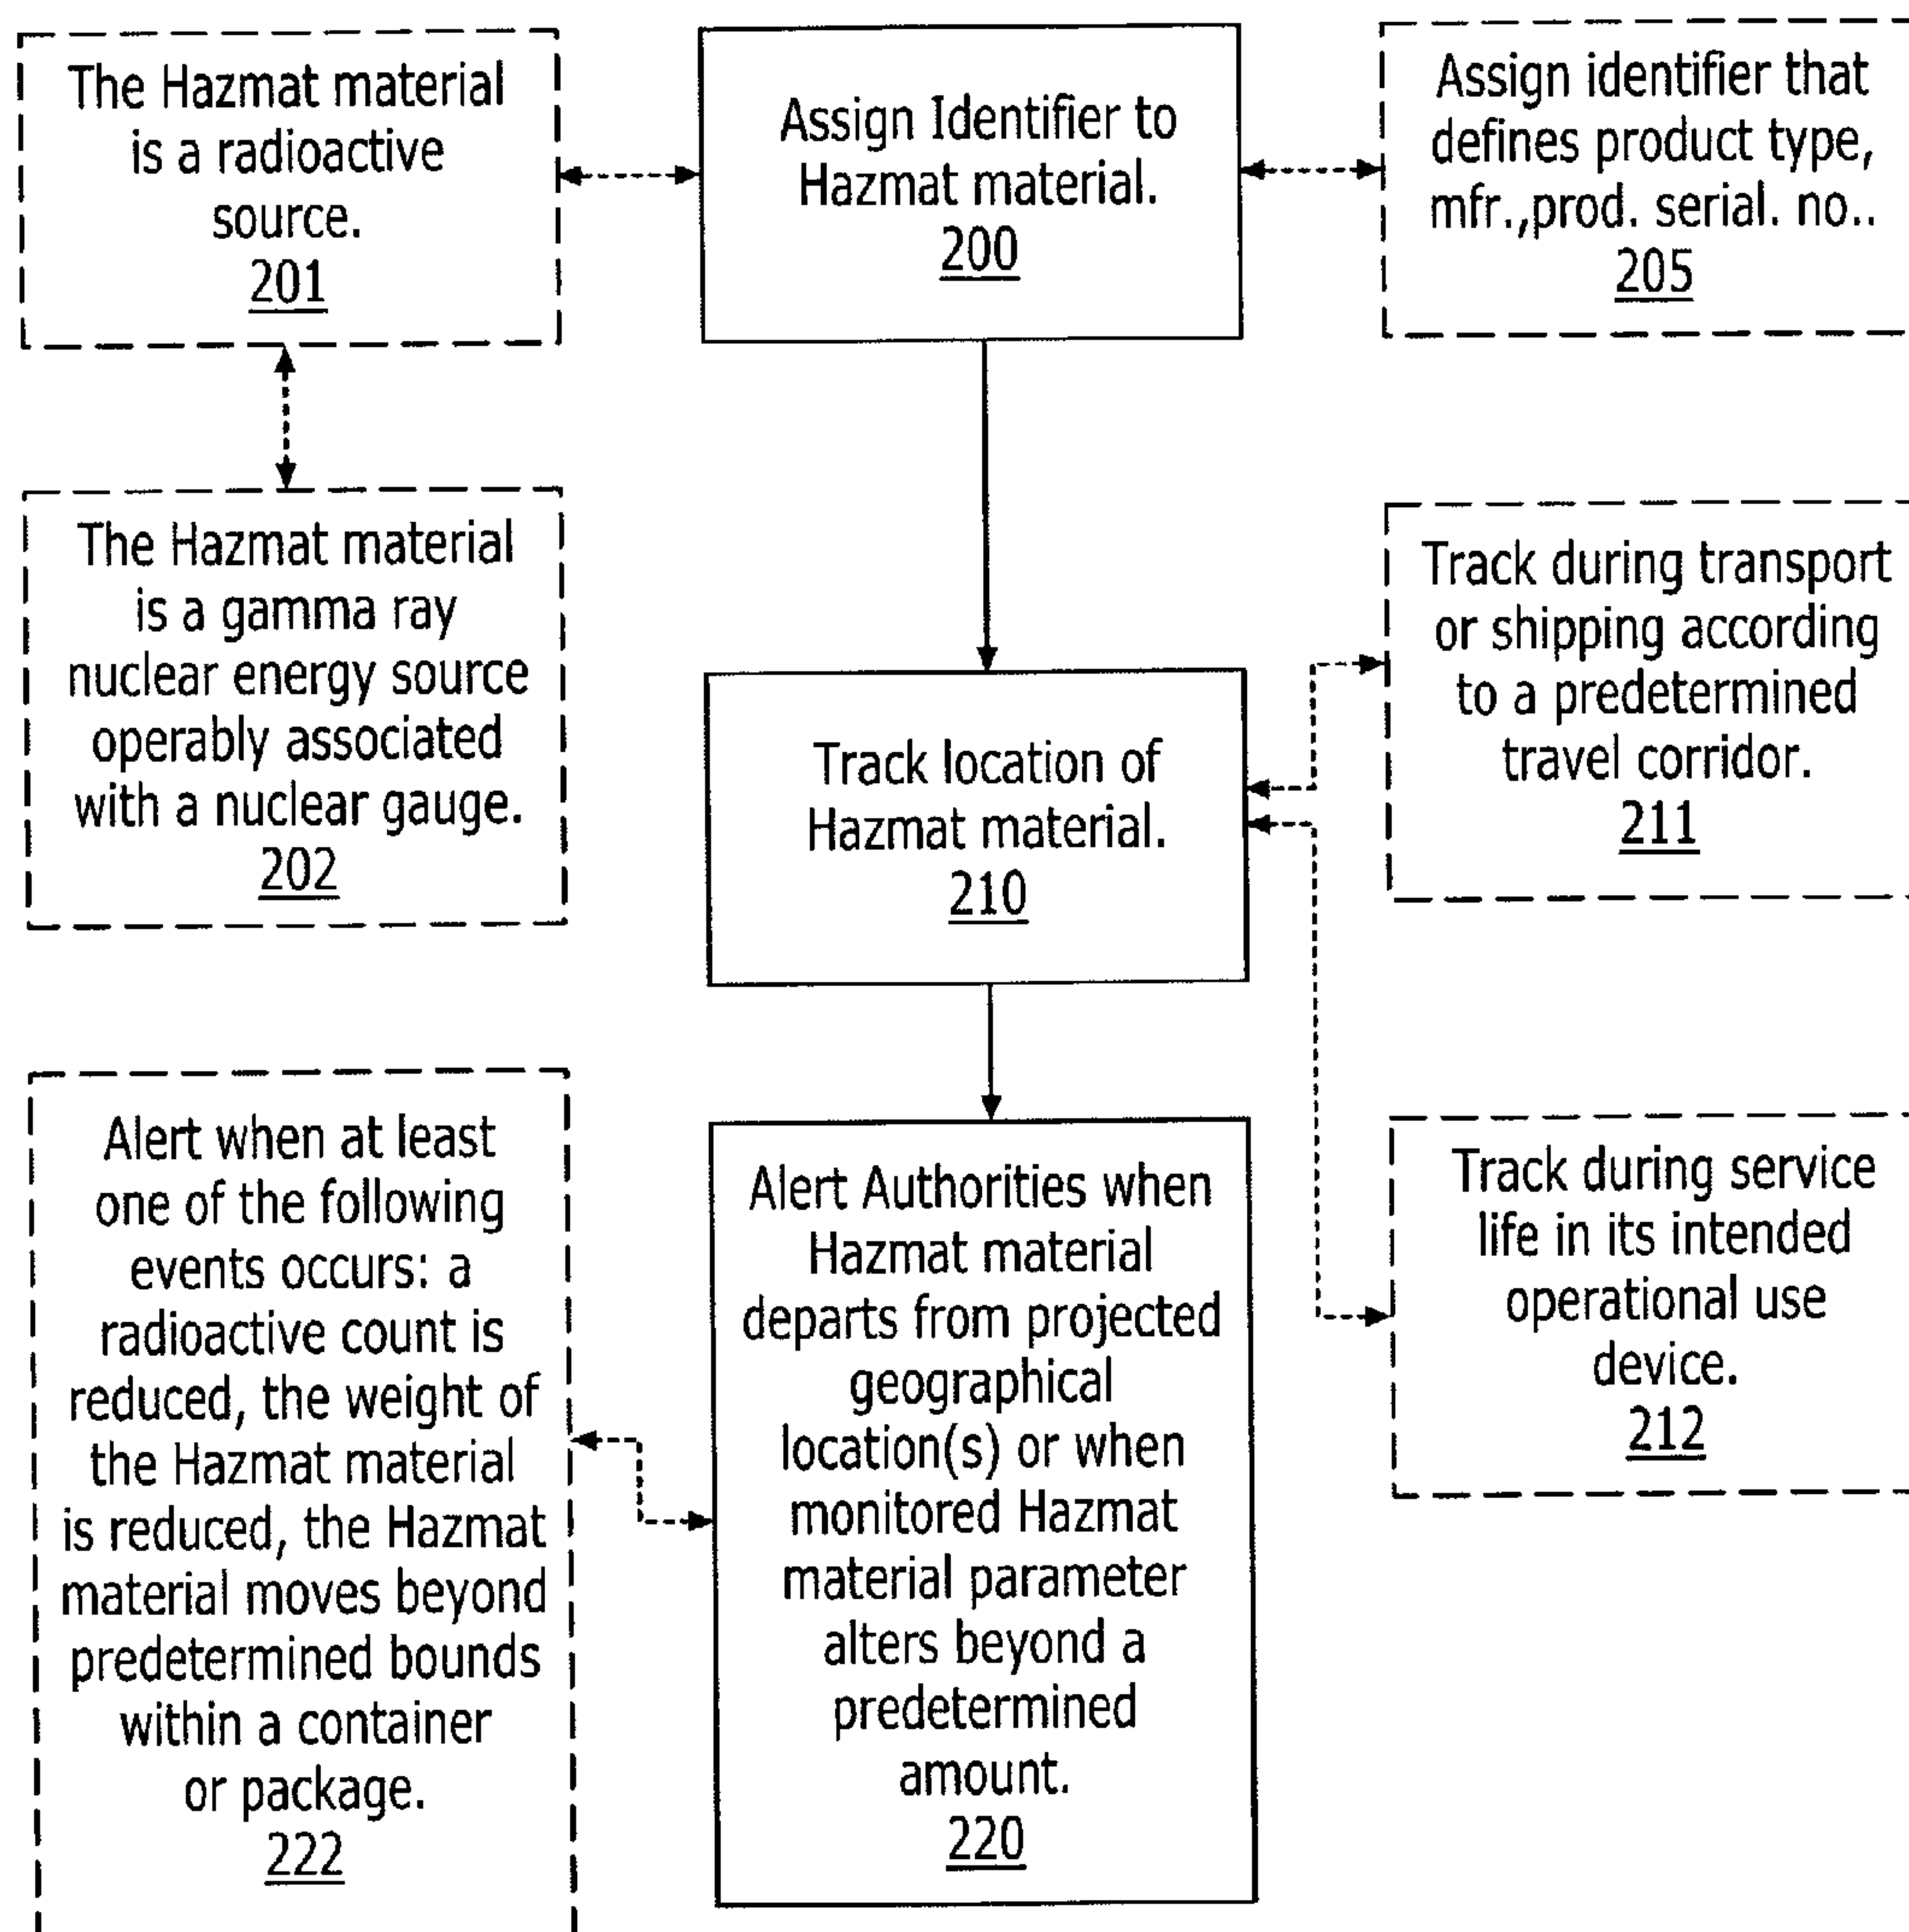 The Hazmat material
is a radioactive
source.
201
Assign Identifier to
Hazmat material.
200
Assign identifier that
defines product type,
mfr.,prod. serial. no..
205
The Hazmat material
is a gamma ray
nuclear energy source
operably associated
with a nuclear gauge.
202
Track location of
Hazmat material.
210
Track during transport
or shipping according
to a predetermined
travel corridor.
211
Alert when at least
one of the following
events occurs: a
radioactive count is
reduced, the weight of
the Hazmat material
is reduced, the Hazmat
material moves beyond
predetermined bounds
within a container
or package.
222
Alert Authorities when
Hazmat material
departs from projected
geographical
location(s) or when
monitored Hazmat
material parameter
alters beyond a
predetermined
amount.
220
Track during service
life in its intended
operational use
device.
212